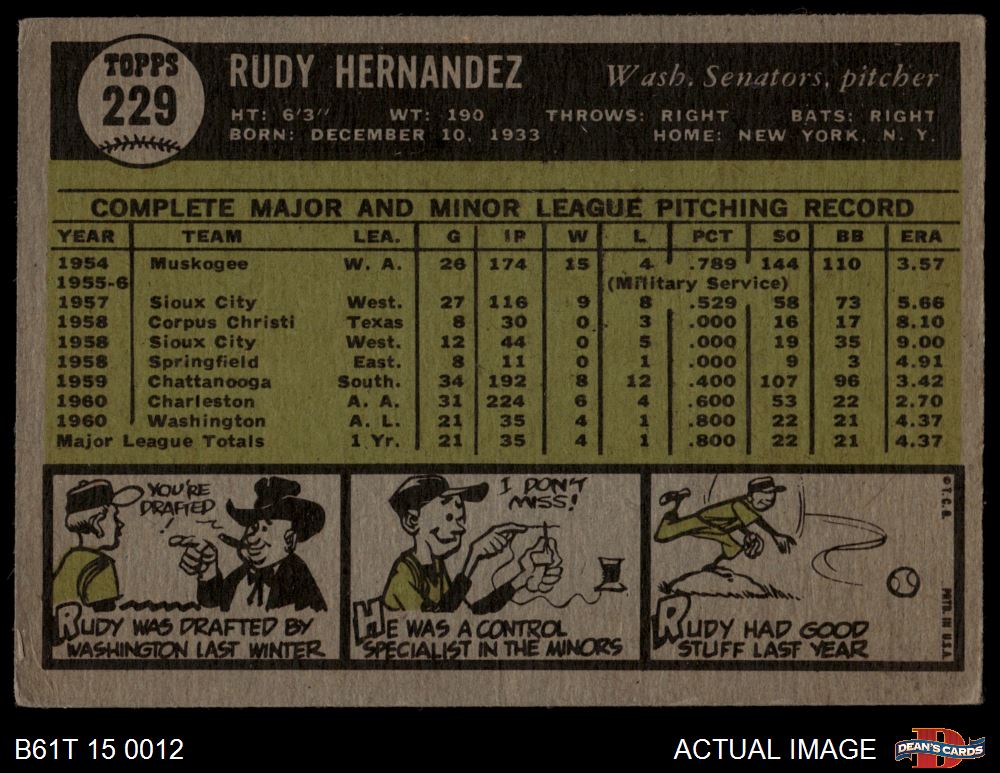 TOPPS
229
RUDY HERNANDEZ
Wash. Senators, pitcher
HT: 6'3" WT: 190 THROWS: RIGHT BATS: RIGHT
BORN: DECEMBER 10, 1933 HOME: NEW YORK, N. Y.
COMPLETE MAJOR AND MINOR LEAGUE PITCHING RECORD
YEAR TEAM LEA. G IP W L PCT SO BB ERA
1954 Muskogee W. A. 26 174 15 4 .789 144 110 3.57
1955-6 (Military Service)
1957 Sioux City West. 27 116 9 8 .529 58 73 5.66
1958 Corpus Christi Texas 8 30 0 3 .000 16 17 8.10
1958 Sioux City West. 12 44 0 5 .000 19 35 9.00
1958 Springfield East. 8 11 0 1 .000 9 3 4.91
1959 Chattanooga South. 34 192 8 12 .400 107 96 3.42
1960 Charleston A. A. 31 224 6 4 .600 53 22 2.70
1960 Washington A. L. 21 35 4 1 .800 22 21 4.37
Major League Totals 1 Yr. 21 35 4 1 .800 22 21 4.37
YOU'RE
DRAFTED
!
RUDY WAS DRAFTED BY
WASHINGTON LAST WINTER
I DON'T
MISS!
HE WAS A CONTROL
SPECIALIST IN THE MINORS
RUDY HAD GOOD
STUFF LAST YEAR
© T.C.G.
PRTD. IN U.S.A.
B61T 15 0012
ACTUAL IMAGE
D
DEAN'S CARDS